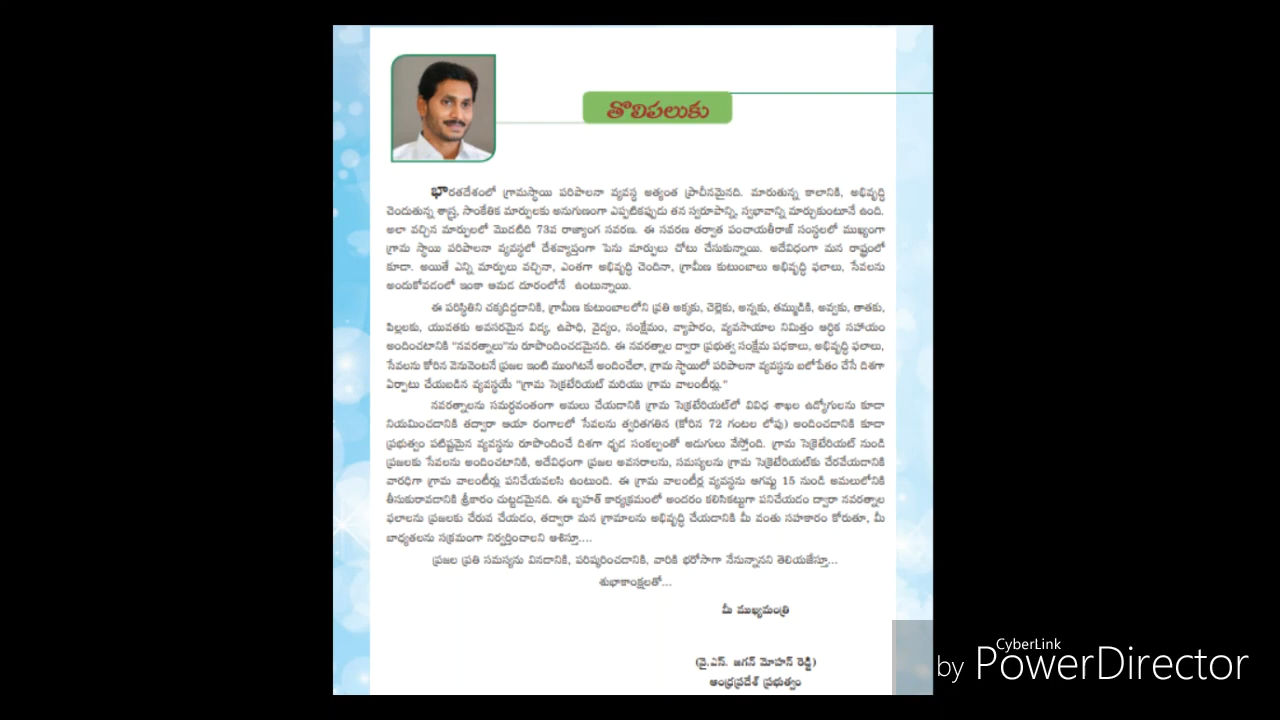 తొలిపలుకు
భారతదేశంలో గ్రామస్థాయి పరిపాలనా వ్యవస్థ అత్యంత ప్రాచీనమైనది. మారుతున్న కాలానికి, అభివృద్ధి
చెందుతున్న శాస్త్ర, సాంకేతిక మార్పులకు అనుగుణంగా ఎప్పటికప్పుడు తన స్వరూపాన్ని, స్వభావాన్ని మార్చుకుంటూనే ఉంది.
అలా వచ్చిన మార్పులలో మొదటిది 73వ రాజ్యాంగ సవరణ. ఈ సవరణ తర్వాత పంచాయతీరాజ్ సంస్థలలో ముఖ్యంగా
గ్రామ స్థాయి పరిపాలనా వ్యవస్థలో దేశవ్యాప్తంగా పెను మార్పులు చోటు చేసుకున్నాయి. అదేవిధంగా మన రాష్ట్రంలో
కూడా. అయితే ఎన్ని మార్పులు వచ్చినా, ఎంతగా అభివృద్ధి చెందినా, గ్రామీణ కుటుంబాలు అభివృద్ధి ఫలాలు, సేవలను
అందుకోవడంలో ఇంకా ఆమడ దూరంలోనే ఉంటున్నాయి.
ఈ పరిస్థితిని చక్కదిద్దడానికి, గ్రామీణ కుటుంబాలలోని ప్రతి అక్కకు, చెల్లెకు, అన్నకు, తమ్ముడికి, అవ్వకు, తాతకు,
పిల్లలకు, యువతకు అవసరమైన విద్య, ఉపాధి, వైద్యం, సంక్షేమం, వ్యాపారం, వ్యవసాయాల నిమిత్తం ఆర్థిక సహాయం
అందించటానికి "నవరత్నాలు"ను రూపొందించడమైనది. ఈ నవరత్నాల ద్వారా ప్రభుత్వ సంక్షేమ పథకాలు, అభివృద్ధి ఫలాలు,
సేవలను కోరిన వెనువెంటనే ప్రజల ఇంటి ముంగిటనే అందించేలా, గ్రామ స్థాయిలో పరిపాలనా వ్యవస్థను బలోపేతం చేసే దిశగా
ఏర్పాటు చేయబడిన వ్యవస్థయే "గ్రామ సెక్రటేరియట్ మరియు గ్రామ వాలంటీర్లు."
నవరత్నాలను సమర్థవంతంగా అమలు చేయడానికి గ్రామ సెక్రటేరియట్‌లో వివిధ శాఖల ఉద్యోగులను కూడా
నియమించడానికి తద్వారా ఆయా రంగాలలో సేవలను త్వరితగతిన (కోరిన 72 గంటల లోపు) అందించడానికి కూడా
ప్రభుత్వం పటిష్టమైన వ్యవస్థను రూపొందించే దిశగా ధృడ సంకల్పంతో అడుగులు వేస్తోంది. గ్రామ సెక్రెటేరియట్ నుండి
ప్రజలకు సేవలను అందించటానికి, అదేవిధంగా ప్రజల అవసరాలను, సమస్యలను గ్రామ సెక్రెటేరియట్‌కు చేరవేయడానికి
వారధిగా గ్రామ వాలంటీర్లు పనిచేయవలసి ఉంటుంది. ఈ గ్రామ వాలంటీర్ల వ్యవస్థను ఆగష్టు 15 నుండి అమలులోనికి
తీసుకురావడానికి శ్రీకారం చుట్టడమైనది. ఈ బృహత్ కార్యక్రమంలో అందరం కలిసికట్టుగా పనిచేయడం ద్వారా నవరత్నాల
ఫలాలను ప్రజలకు చేరువ చేయడం, తద్వారా మన గ్రామాలను అభివృద్ధి చేయడానికి మీ వంతు సహకారం కోరుతూ, మీ
బాధ్యతలను సక్రమంగా నిర్వర్తించాలని ఆశిస్తూ....
ప్రజల ప్రతి సమస్యను వినడానికి, పరిష్కరించడానికి, వారికి భరోసాగా నేనున్నానని తెలియజేస్తూ...
శుభాకాంక్షలతో...
మీ ముఖ్యమంత్రి
(వై.ఎస్. జగన్ మోహన్ రెడ్డి)
ఆంధ్రప్రదేశ్ ప్రభుత్వం
CyberLink
by PowerDirector